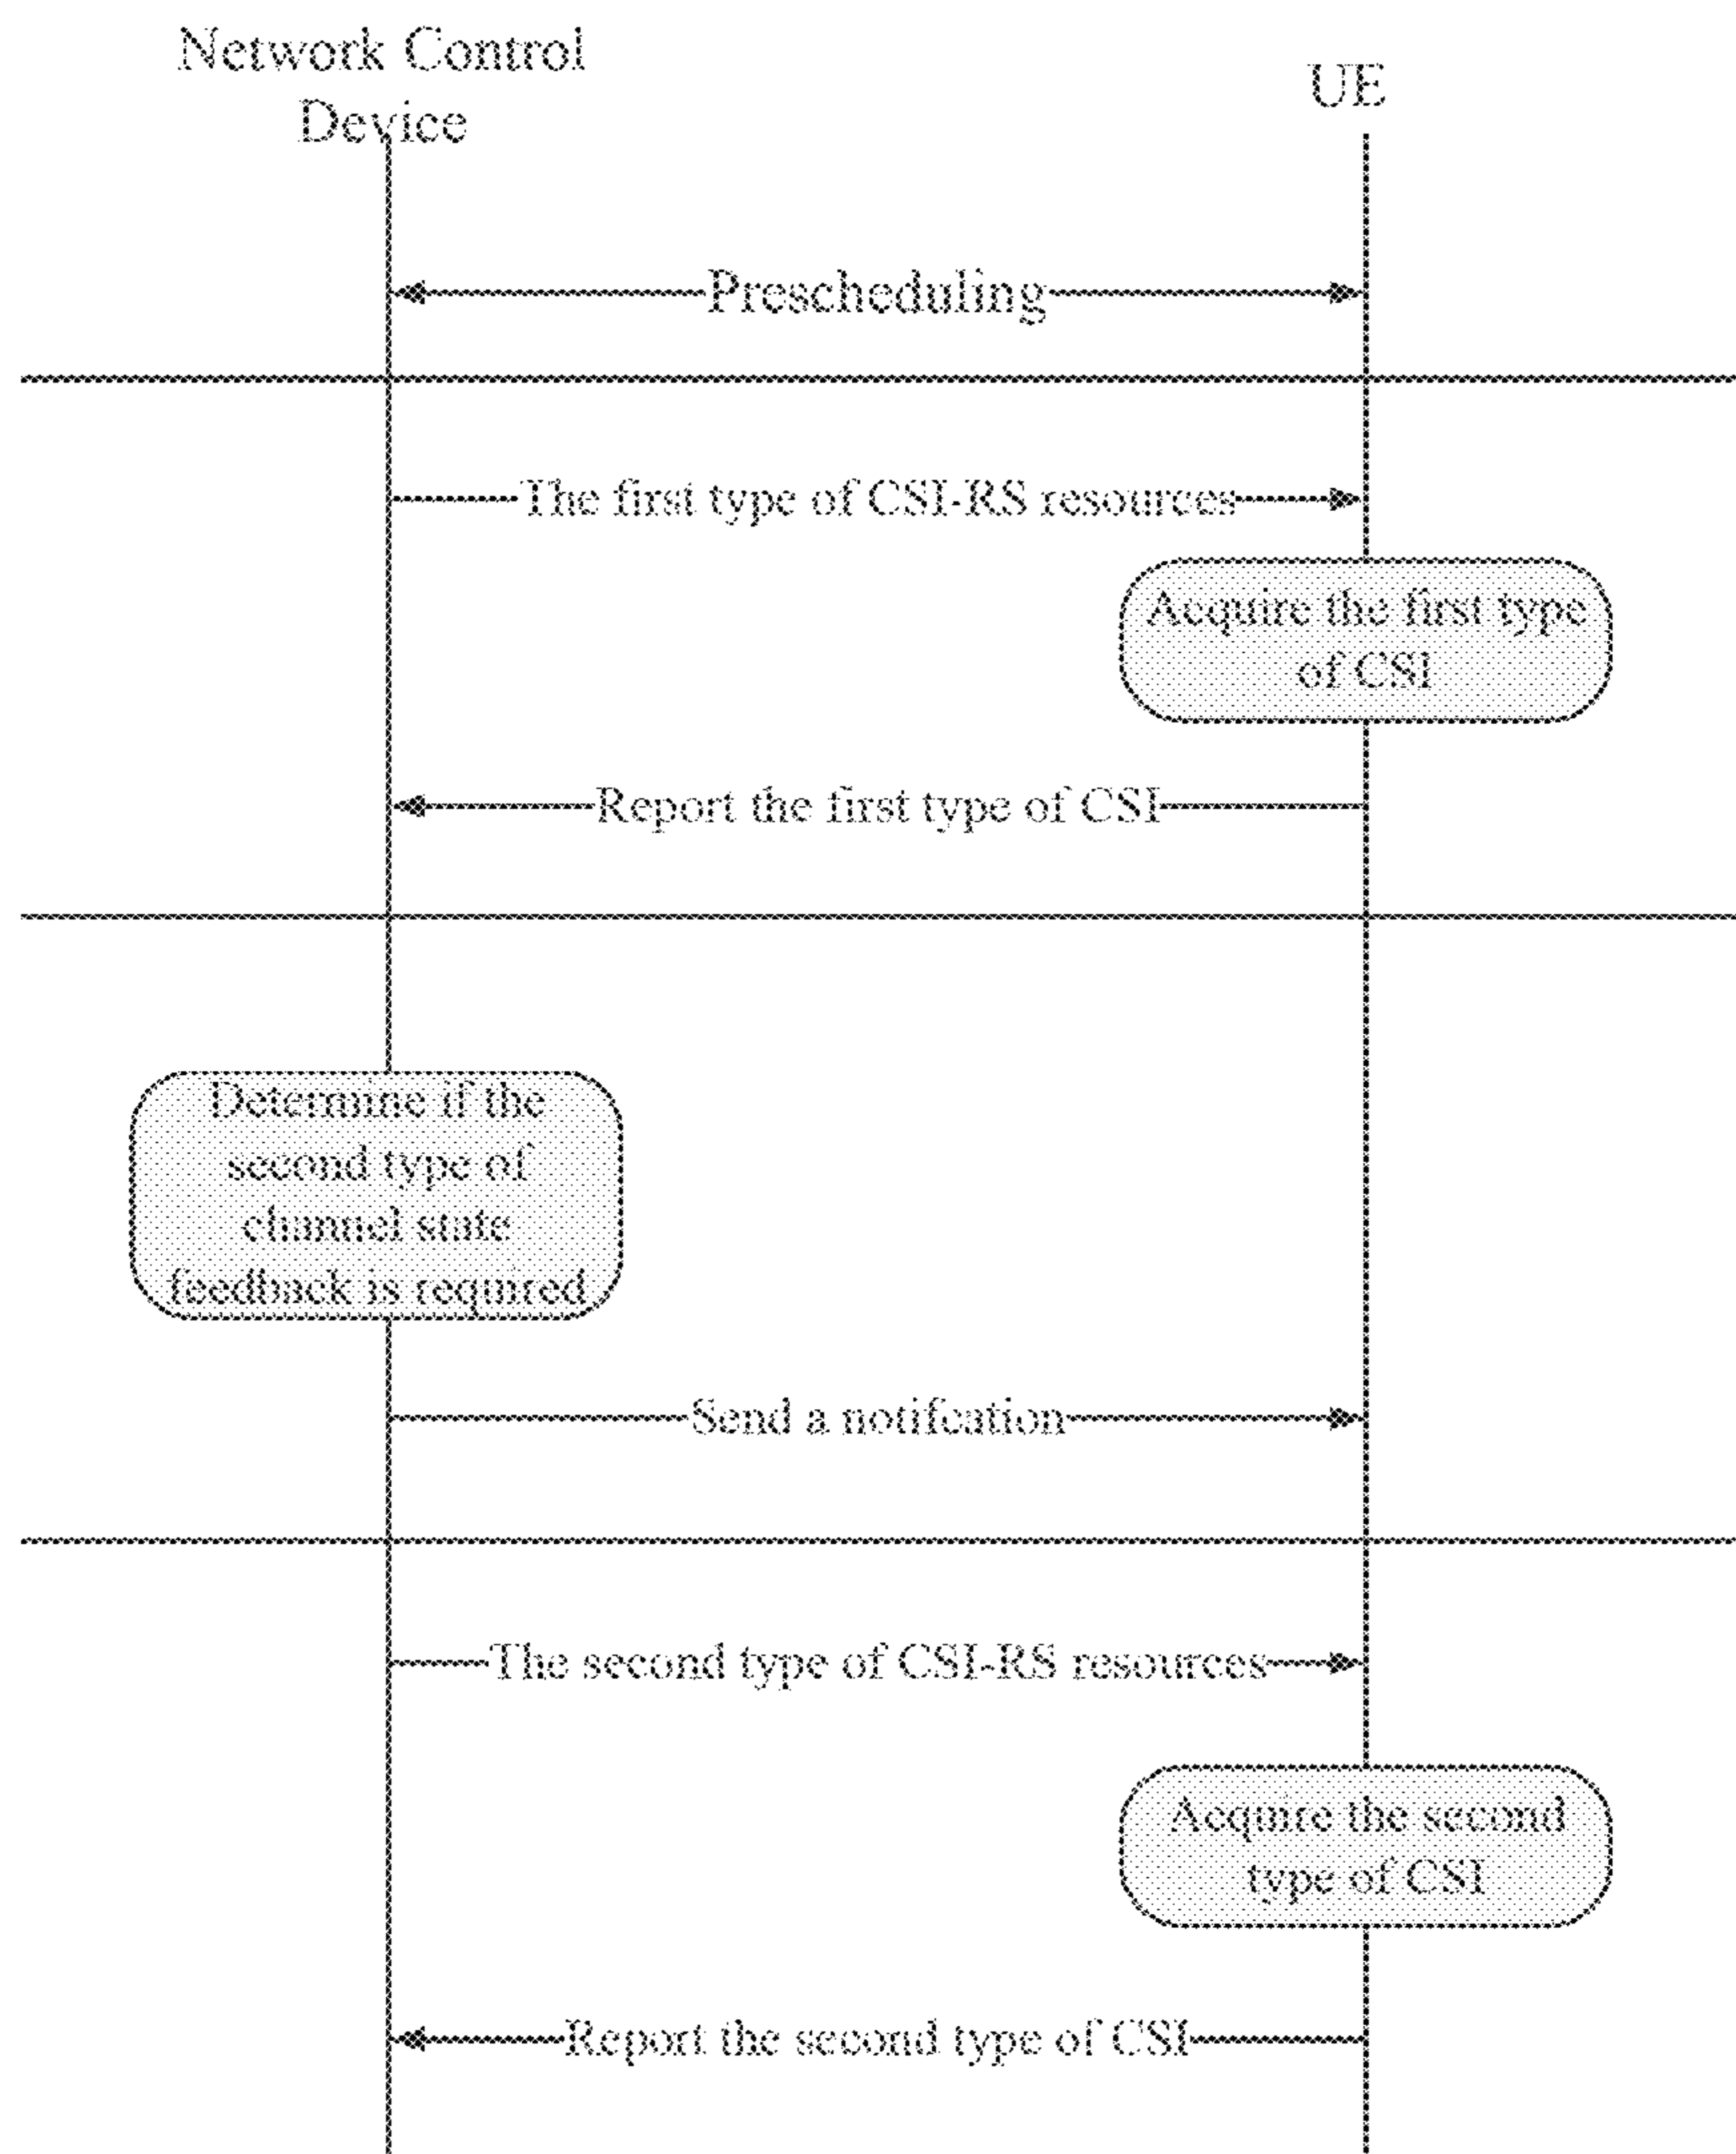 Network Control
Device
UE
Prescheduling
The first type of CSI-RS resources
Acquire the first type
of CSI
Report the first type of CSI
Determine if the
second type of
channel state
feedback is required
Send a notifcation
The second type of CSI-RS resources
Acquire the second
type of CSI
Report the second type of CSI